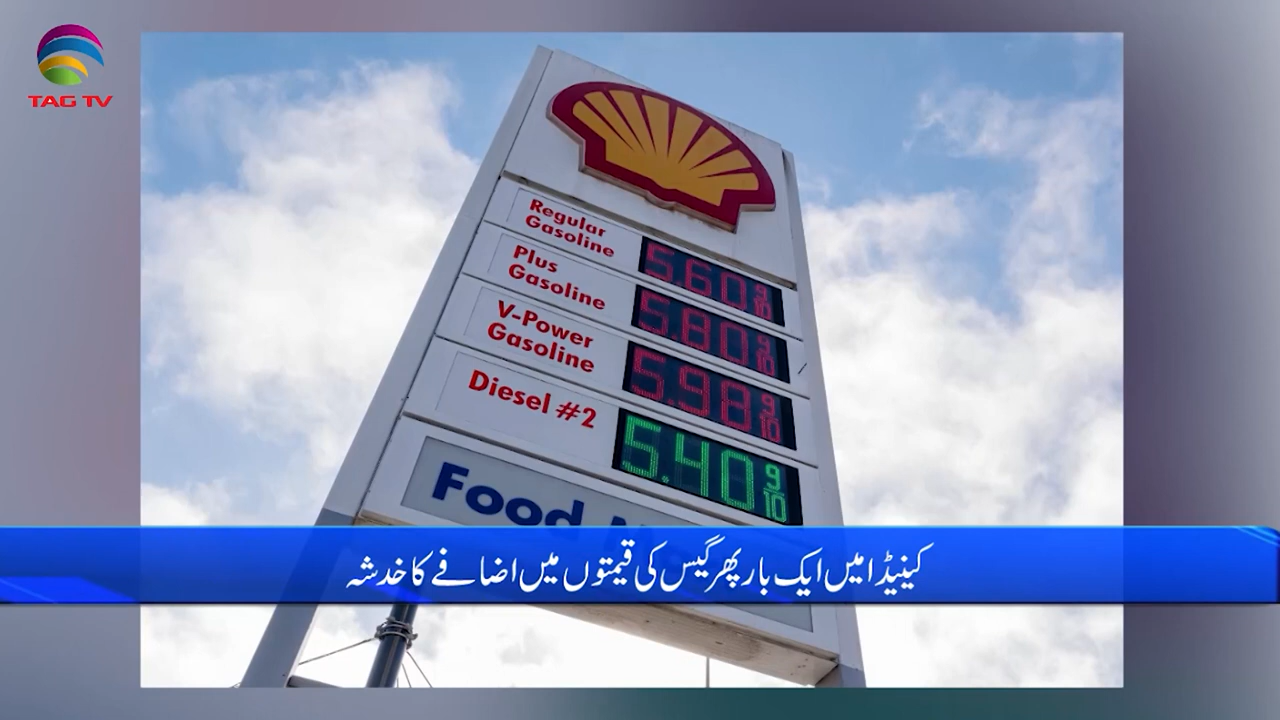 TAG TV
Regular
Gasoline
5.60 9/10
Plus
Gasoline
5.80 9/10
V-Power
Gasoline
5.98 9/10
Diesel #2
5.40 9/10
Food
کینیڈا میں ایک بار پھر گیس کی قیمتوں میں اضافے کا خدشہ